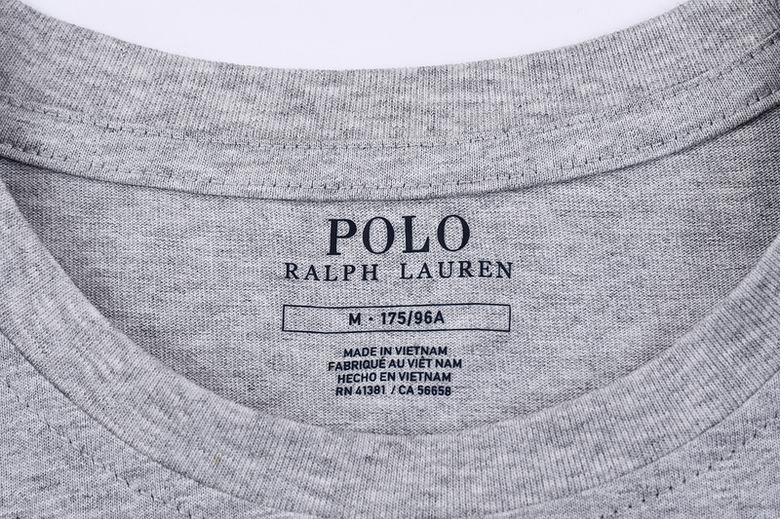 POLO
RALPH LAUREN
M · 175/96A
MADE IN VIETNAM
FABRIQUÉ AU VIÊT NAM
HECHO EN VIETNAM
RN 41381 / CA 56658